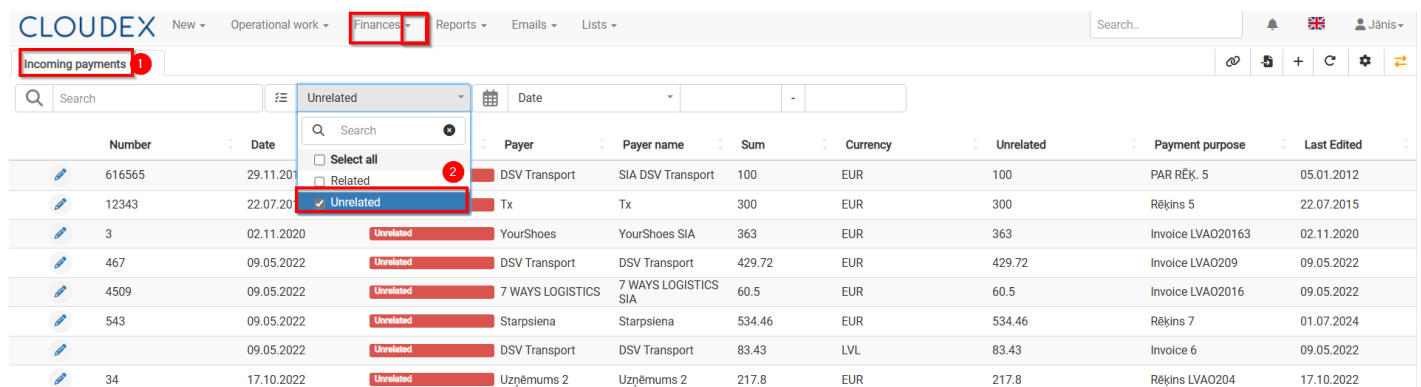 CLOUDEX New Operational work Finances Reports Emails Lists Search.. Jānis
Incoming payments 1
Search Unrelated Date -
Search
Number Date Payer Payer name Sum Currency Unrelated Payment purpose Last Edited
Select all
2
Related
Unrelated
616565 29.11.201 DSV Transport SIA DSV Transport 100 EUR 100 PAR RĒĶ. 5 05.01.2012
12343 22.07.201 Tx Tx 300 EUR 300 Rēķins 5 22.07.2015
3 02.11.2020 Unrelated YourShoes YourShoes SIA 363 EUR 363 Invoice LVAO20163 02.11.2020
467 09.05.2022 Unrelated DSV Transport DSV Transport 429.72 EUR 429.72 Invoice LVAO209 09.05.2022
4509 09.05.2022 Unrelated 7 WAYS LOGISTICS 7 WAYS LOGISTICS SIA 60.5 EUR 60.5 Invoice LVAO2016 09.05.2022
543 09.05.2022 Unrelated Starpsiena Starpsiena 534.46 EUR 534.46 Rēķins 7 01.07.2024
09.05.2022 Unrelated DSV Transport DSV Transport 83.43 LVL 83.43 Invoice 6 09.05.2022
34 17.10.2022 Unrelated Uzņēmums 2 Uzņēmums 2 217.8 EUR 217.8 Rēķins LVAO204 17.10.2022